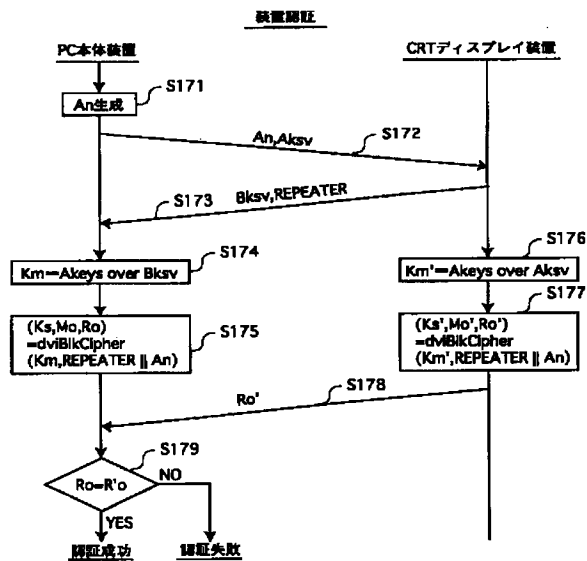 装置認証
PC本体装置
CRTディスプレイ装置
S171
An生成
S172
An,Aksv
S173
Bksv,REPEATER
S174
Km=Akeys over Bksv
S176
Km'=Akeys over Aksv
S175
(Ks,Mo,Ro)
=dviBlkCipher
(Km,REPEATER || An)
S177
(Ks',Mo',Ro')
=dviBlkCipher
(Km',REPEATER || An)
S178
Ro'
S179
Ro=R'o
NO
YES
認証成功
認証失敗